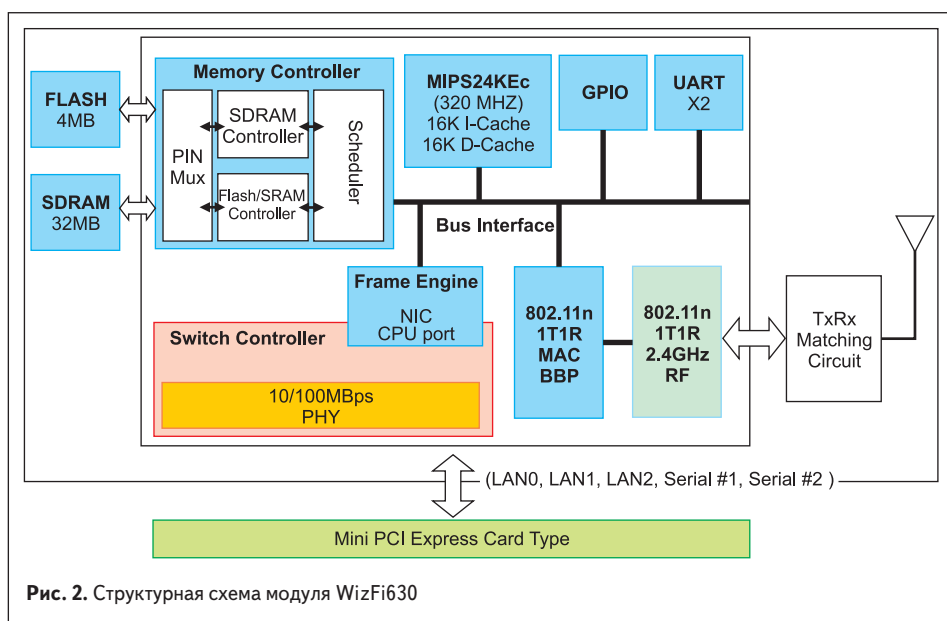 Memory Controller
FLASH
4MB
SDRAM
32MB
PIN
Mux
SDRAM
Controller
Flash/SRAM
Controller
Scheduler
MIPS24KEc
(320 MHZ)
16K I-Cache
16K D-Cache
GPIO
UART
X2
Bus Interface
Frame Engine
NIC
CPU port
Switch Controller
10/100MBps
PHY
802.11n
1T1R
MAC
BBP
802.11n
1T1R
2.4GHz
RF
TxRx
Matching
Circuit
(LAN0, LAN1, LAN2, Serial #1, Serial #2 )
Mini PCI Express Card Type
Рис. 2. Структурная схема модуля WizFi630